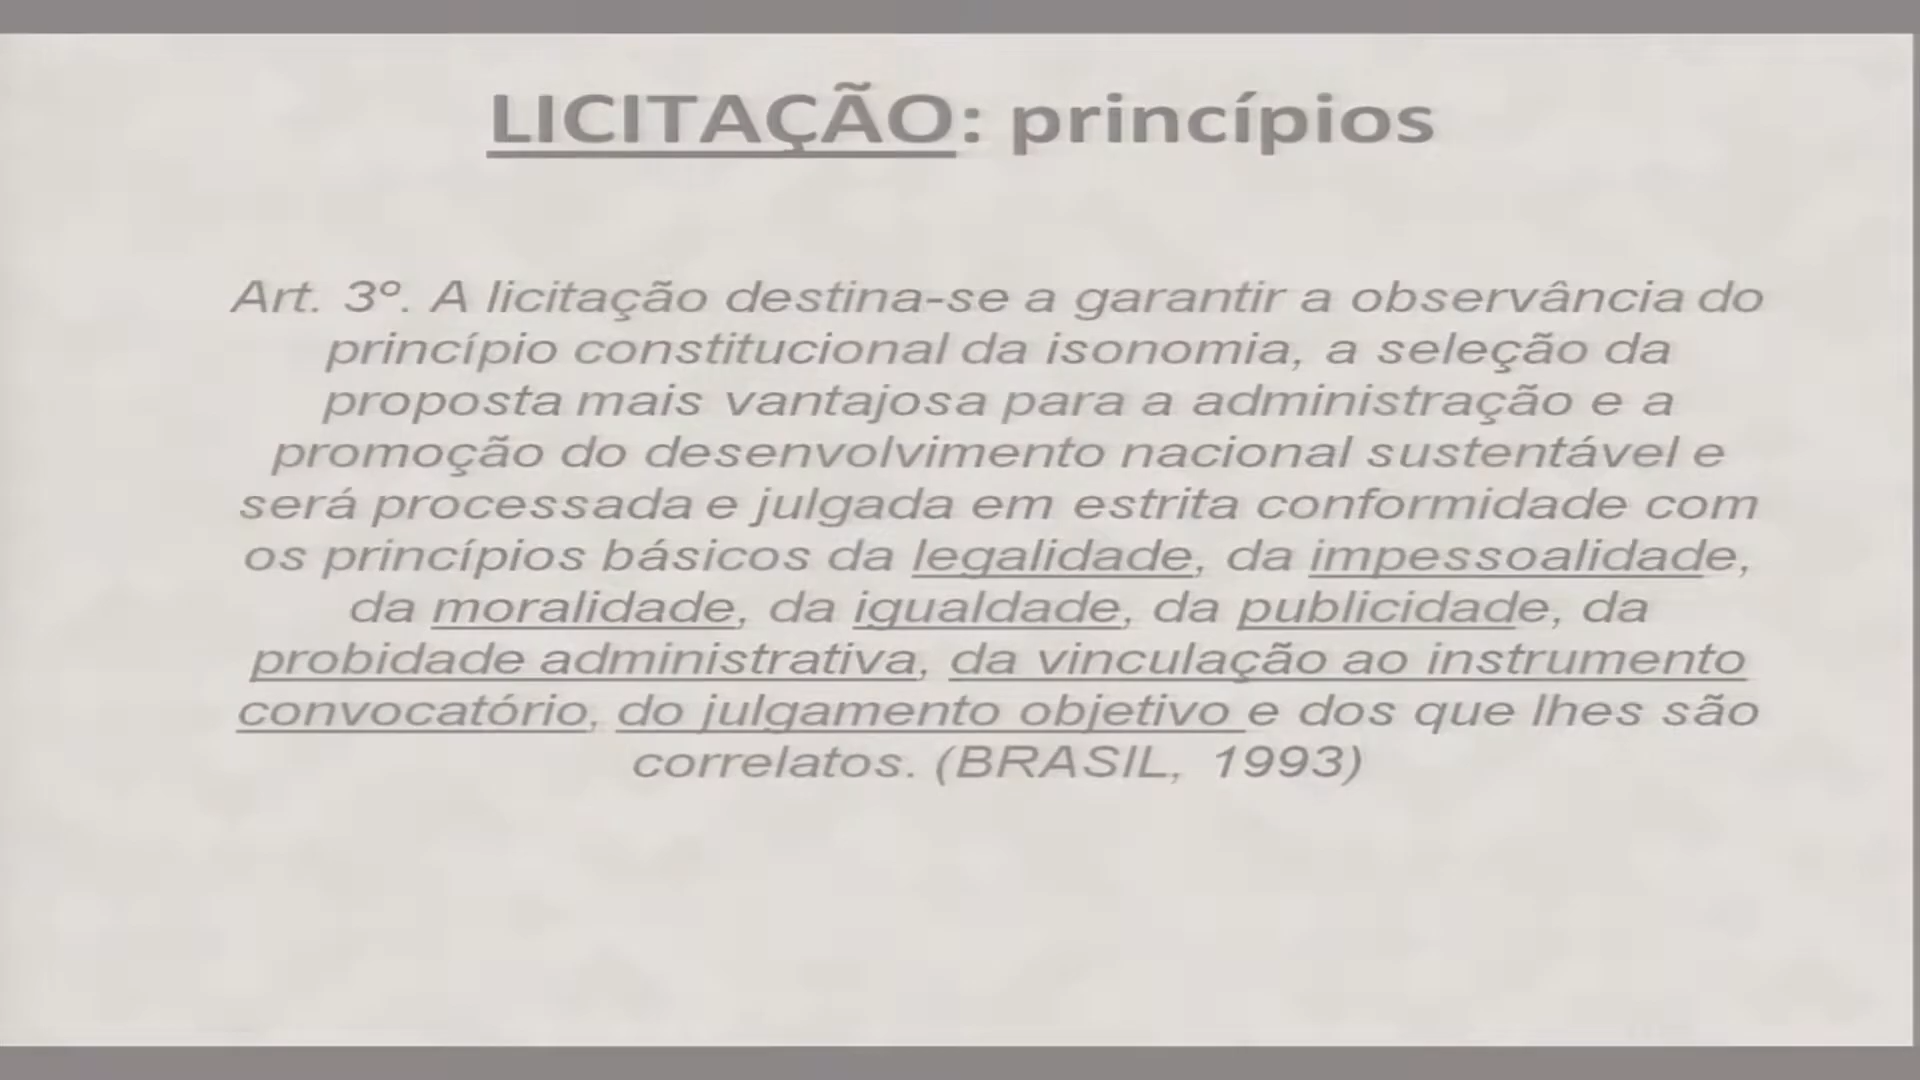 LICITAÇÃO: princípios
Art. 3º. A licitação destina-se a garantir a observância do
princípio constitucional da isonomia, a seleção da
proposta mais vantajosa para a administração e a
promoção do desenvolvimento nacional sustentável e
será processada e julgada em estrita conformidade com
os princípios básicos da legalidade, da impessoalidade,
da moralidade, da igualdade, da publicidade, da
probidade administrativa, da vinculação ao instrumento
convocatório, do julgamento objetivo e dos que lhes são
correlatos. (BRASIL, 1993)